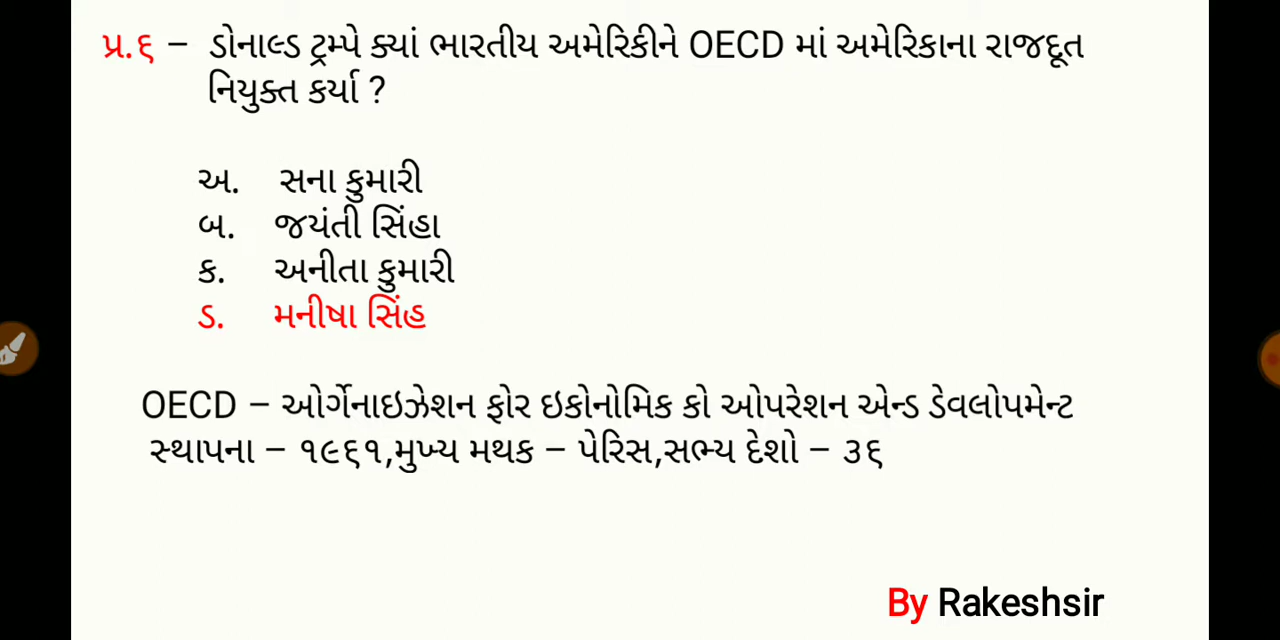 પ્ર.૬ – ડોનાલ્ડ ટ્રમ્પે ક્યાં ભારતીય અમેરિકીને OECD માં અમેરિકાના રાજદૂત
નિયુક્ત કર્યા ?
અ. સના કુમારી
બ. જયંતી સિંહા
ક. અનીતા કુમારી
ડ. મનીષા સિંહ
OECD – ઓર્ગેનાઇઝેશન ફોર ઇકોનોમિક કો ઓપરેશન એન્ડ ડેવલોપમેન્ટ
સ્થાપના – ૧૯૬૧,મુખ્ય મથક – પેરિસ,સભ્ય દેશો – ૩૬
By Rakeshsir